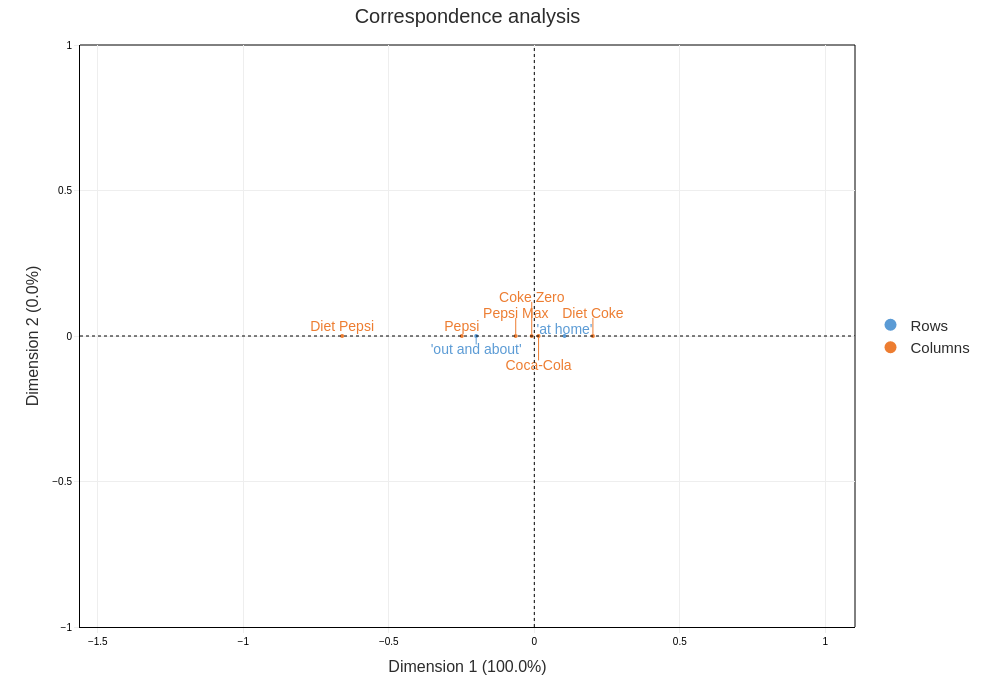 Correspondence analysis
1
0.5
0
−0.5
−1
Dimension 2 (0.0%)
Coke Zero
Pepsi Max
Diet Coke
Diet Pepsi
Pepsi
'at home'
'out and about'
Coca-Cola
Rows
Columns
−1.5
−1
−0.5
0
0.5
1
Dimension 1 (100.0%)